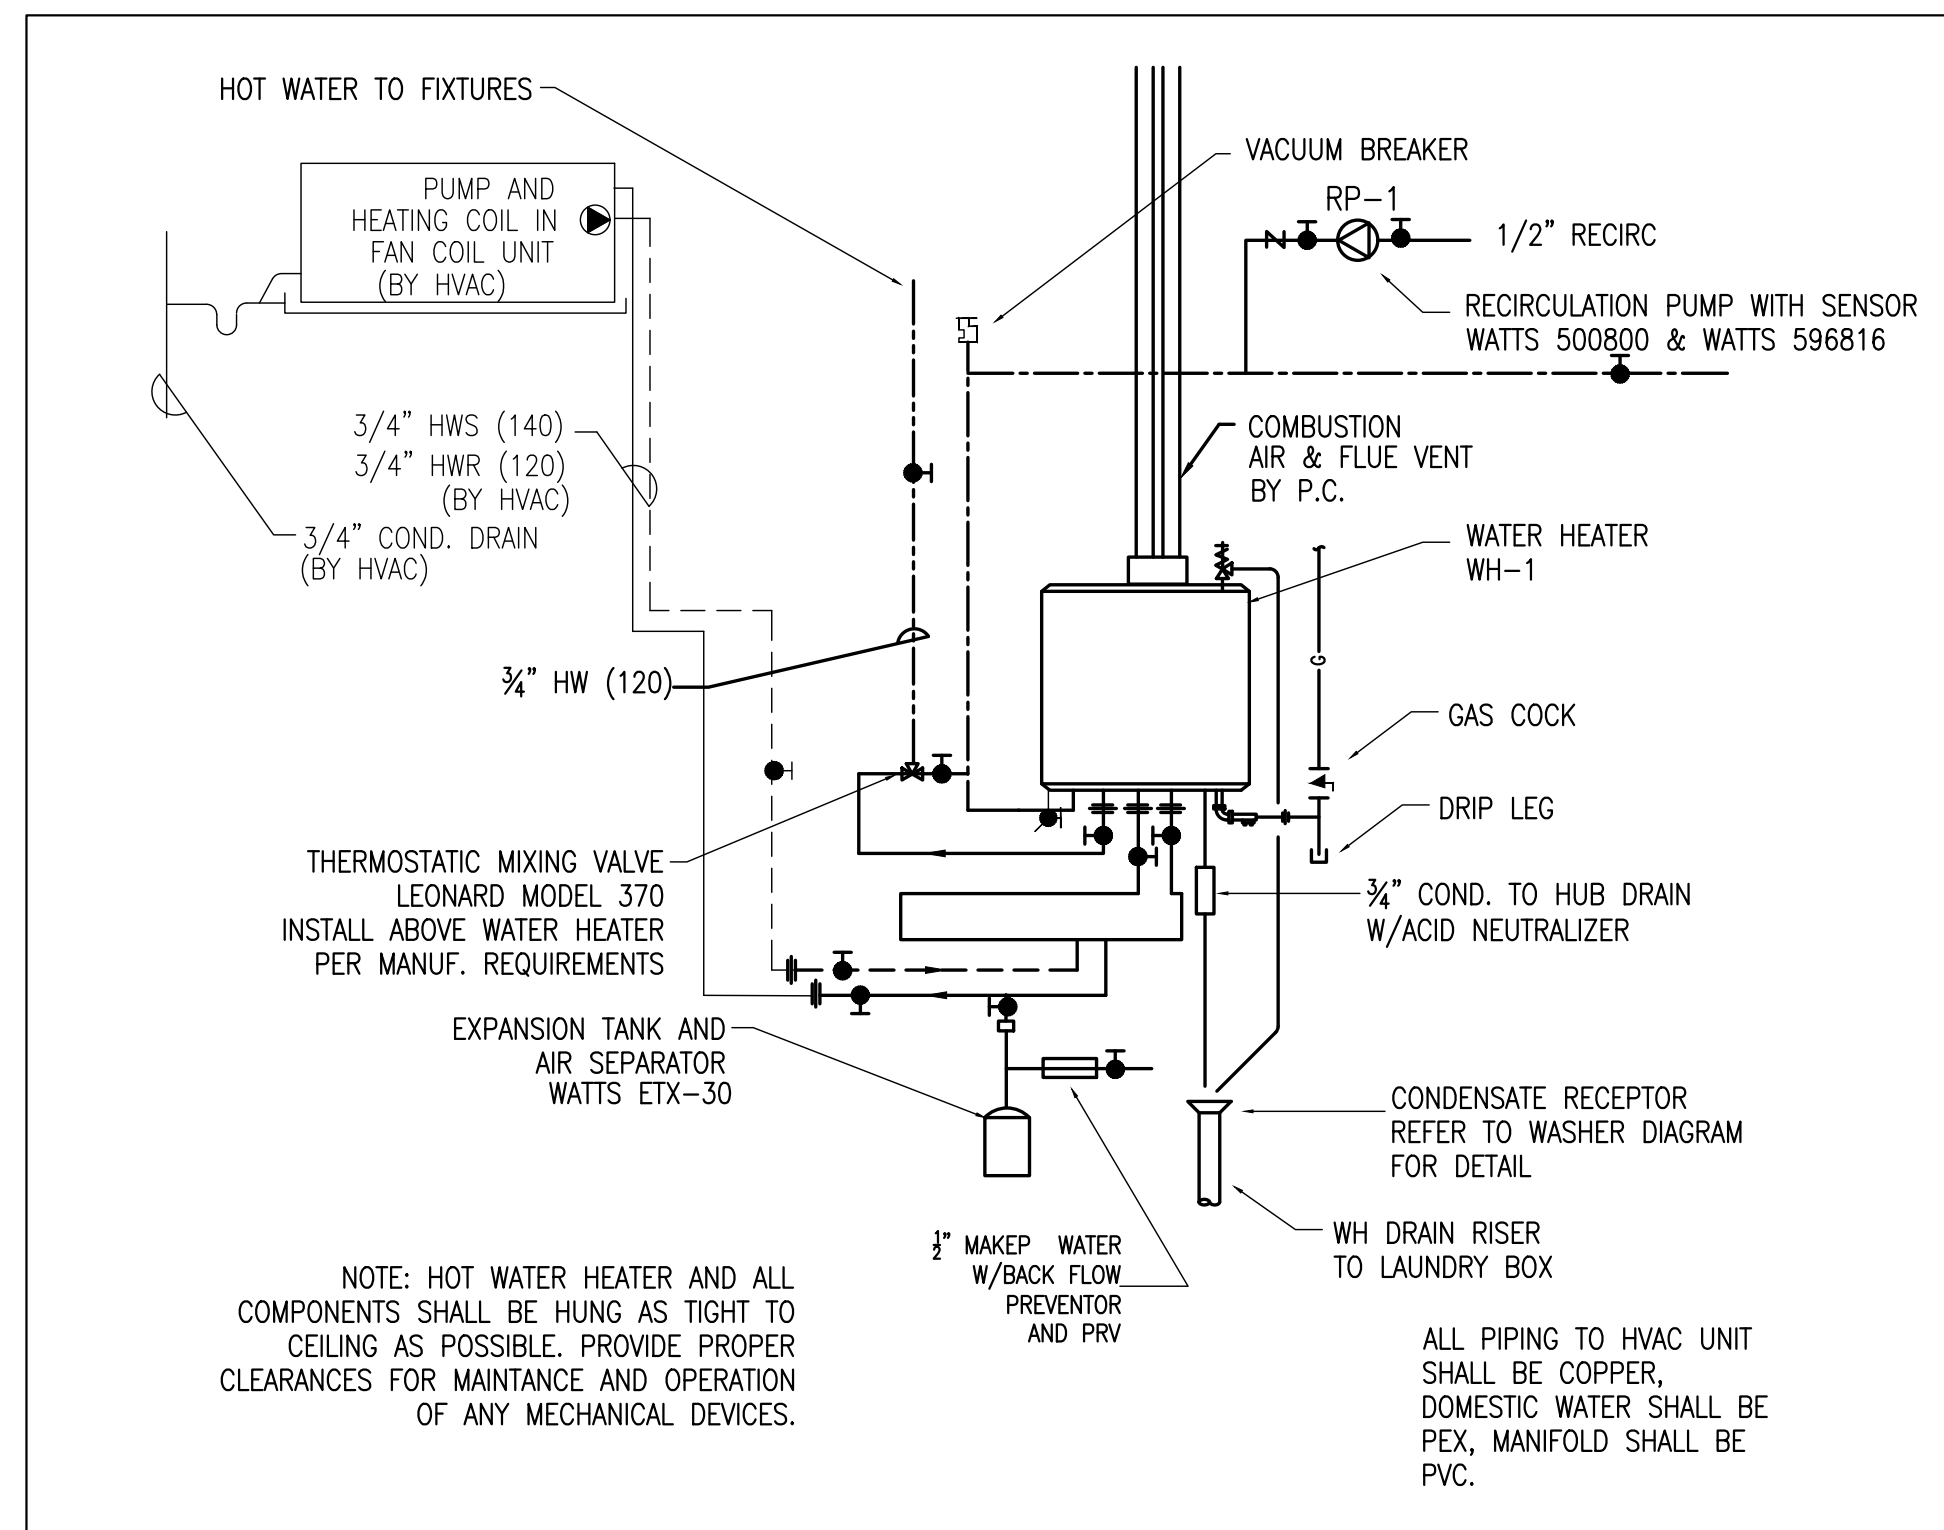 HOT WATER TO FIXTURES
PUMP AND
HEATING COIL IN
FAN COIL UNIT
(BY HVAC)
VACUUM BREAKER
RP-1
1/2" RECIRC
RECIRCULATION PUMP WITH SENSOR
WATTS 500800 & WATTS 596816
3/4" HWS (140)
3/4" HWR (120)
(BY HVAC)
3/4" COND. DRAIN
(BY HVAC)
COMBUSTION
AIR & FLUE VENT
BY P.C.
WATER HEATER
WH-1
G
¾" HW (120)
GAS COCK
DRIP LEG
THERMOSTATIC MIXING VALVE
LEONARD MODEL 370
INSTALL ABOVE WATER HEATER
PER MANUF. REQUIREMENTS
¾" COND. TO HUB DRAIN
W/ACID NEUTRALIZER
EXPANSION TANK AND
AIR SEPARATOR
WATTS ETX-30
CONDENSATE RECEPTOR
REFER TO WASHER DIAGRAM
FOR DETAIL
WH DRAIN RISER
TO LAUNDRY BOX
½" MAKEP WATER
W/BACK FLOW
PREVENTOR
AND PRV
NOTE: HOT WATER HEATER AND ALL
COMPONENTS SHALL BE HUNG AS TIGHT TO
CEILING AS POSSIBLE. PROVIDE PROPER
CLEARANCES FOR MAINTANCE AND OPERATION
OF ANY MECHANICAL DEVICES.
ALL PIPING TO HVAC UNIT
SHALL BE COPPER,
DOMESTIC WATER SHALL BE
PEX, MANIFOLD SHALL BE
PVC.